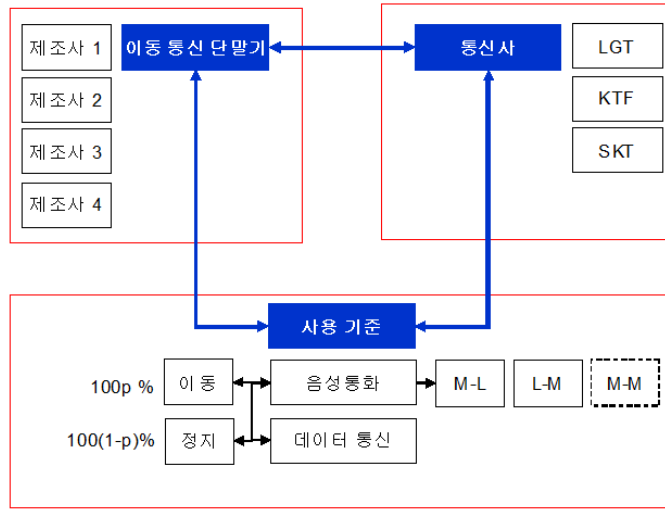 제조사 1
이동 통신 단말기
통신사
LGT
제조사 2
KTF
제조사 3
SKT
제조사 4
사용 기준
100p %
이동
음성통화
M-L
L-M
M-M
100(1-p)%
정지
데이터 통신